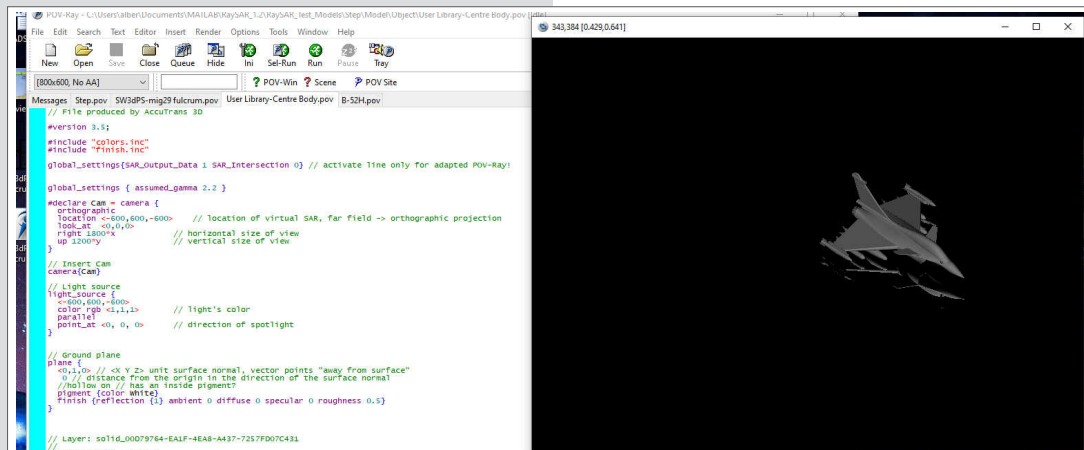 POV-Ray - C:\Users\alber\Documents\MATLAB\RaySAR_1.2\RaySAR_Test_Models\Step\Model\Object\User Library-Centre Body.pov [Idle]
File Edit Search Text Editor Insert Render Options Tools Window Help
New Open Save Close Queue Hide Ini Sel-Run Run Pause Tray
[800x600, No AA] ? POV-Win ? Scene POV Site
Messages Step.pov SW3dPS-mig29 fulcrum.pov User Library-Centre Body.pov B-52H.pov
// File produced by AccuTrans 3D
#version 3.5;
#include "colors.inc"
#include "finish.inc"
global_settings{SAR_Output_Data 1 SAR_Intersection 0} // activate line only for adapted POV-Ray!
global_settings { assumed_gamma 2.2 }
#declare Cam = camera {
orthographic
location <-600,600,-600> // location of virtual SAR, far field -> orthographic projection
look_at <0,0,0>
right 1800*x // horizontal size of view
up 1200*y // vertical size of view
}
// Insert Cam
camera{Cam}
// Light source
light_source {
<-600,600,-600>
color rgb <1,1,1> // light's color
parallel
point_at <0, 0, 0> // direction of spotlight
}
// Ground plane
plane {
<0,1,0> // <X Y Z> unit surface normal, vector points "away from surface"
0 // distance from the origin in the direction of the surface normal
//hollow on // has an inside pigment?
pigment {color White}
finish {reflection {1} ambient 0 diffuse 0 specular 0 roughness 0.5}
}
// Layer: solid_00D79764-EA1F-4EA8-A437-7257FD07C431
//
343,384 [0.429,0.641]